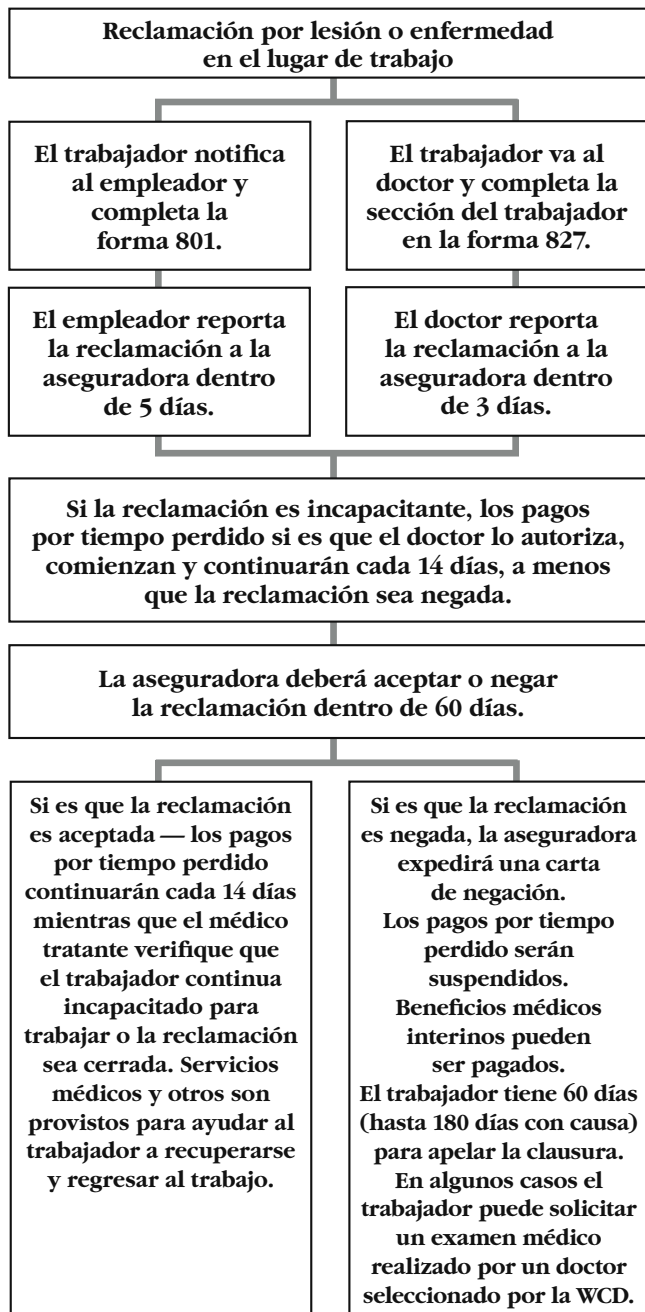 Reclamación por lesión o enfermedad
en el lugar de trabajo
El trabajador notifica
al empleador y
completa la
forma 801.
El trabajador va al
doctor y completa la
sección del trabajador
en la forma 827.
El empleador reporta
la reclamación a la
aseguradora dentro
de 5 días.
El doctor reporta
la reclamación a la
aseguradora dentro
de 3 días.
Si la reclamación es incapacitante, los pagos
por tiempo perdido si es que el doctor lo autoriza,
comienzan y continuarán cada 14 días, a menos
que la reclamación sea negada.
La aseguradora deberá aceptar o negar
la reclamación dentro de 60 días.
Si es que la reclamación
es aceptada — los pagos
por tiempo perdido
continuarán cada 14 días
mientras que el médico
tratante verifique que
el trabajador continua
incapacitado para
trabajar o la reclamación
sea cerrada. Servicios
médicos y otros son
provistos para ayudar al
trabajador a recuperarse
y regresar al trabajo.
Si es que la reclamación
es negada, la aseguradora
expedirá una carta
de negación.
Los pagos por tiempo
perdido serán
suspendidos.
Beneficios médicos
interinos pueden
ser pagados.
El trabajador tiene 60 días
(hasta 180 días con causa)
para apelar la clausura.
En algunos casos el
trabajador puede solicitar
un examen médico
realizado por un doctor
seleccionado por la WCD.